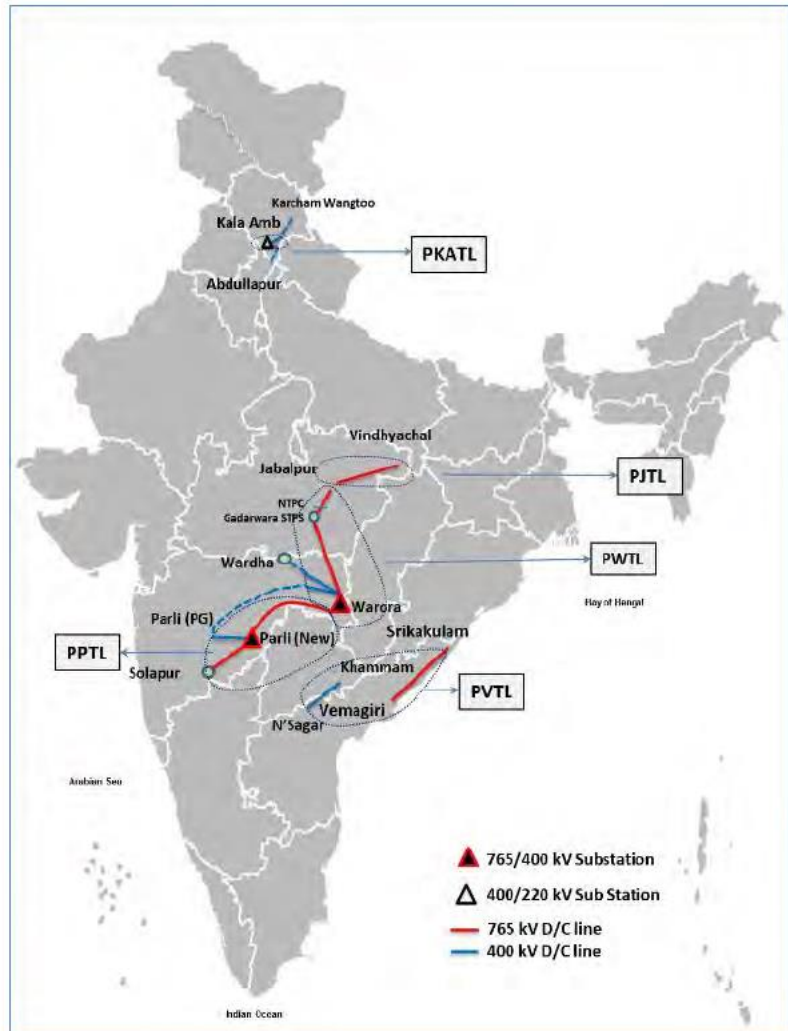 Karcham Wangtoo
Kala Amb
PKATL
Abdullapur
Vindhyachal
Jabalpur
PJTL
NTPC
Gadarwara STPS
Wardha
PWTL
Warora
Bay of Bengal
Parli (PG)
Srikakulam
PPTL
Parli (New)
Khammam
Solapur
PVTL
Vemagiri
N'Sagar
Arabian Sea
765/400 kV Substation
400/220 kV Sub Station
765 kV D/C line
400 kV D/C line
Indian Ocean